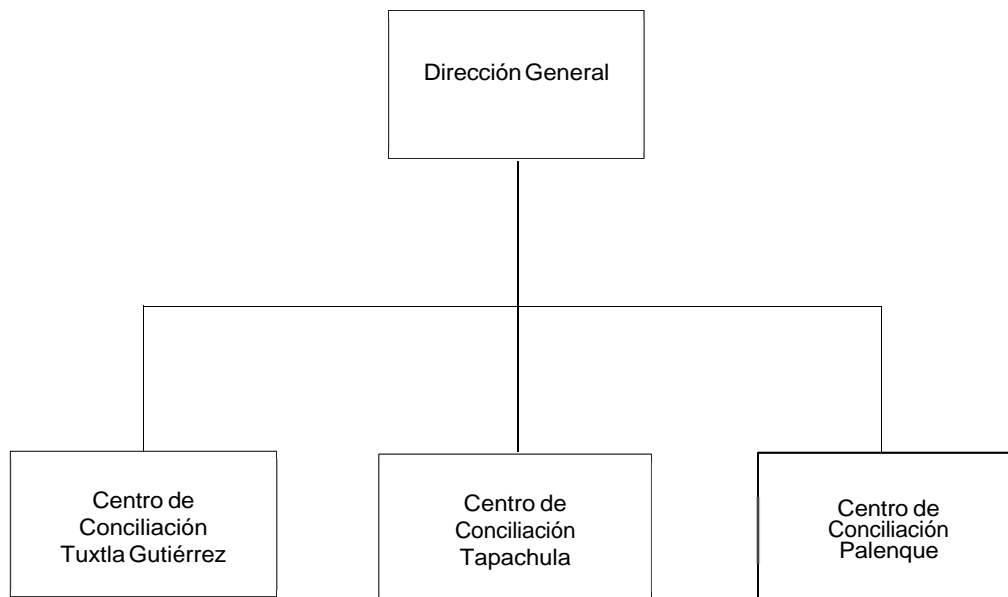 Dirección General
Centro de
Conciliación
Tuxtla Gutiérrez
Centro de
Conciliación
Tapachula
Centro de
Conciliación
Palenque